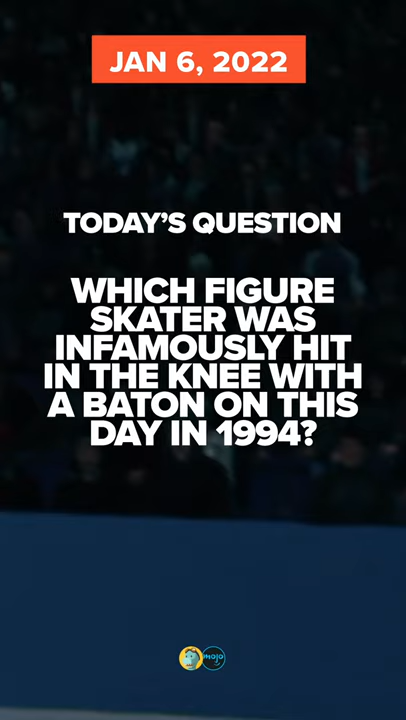 JAN 6, 2022
TODAY'S QUESTION
WHICH FIGURE
SKATER WAS
INFAMOUSLY HIT
IN THE KNEE WITH
A BATON ON THIS
DAY IN 1994?
mojo